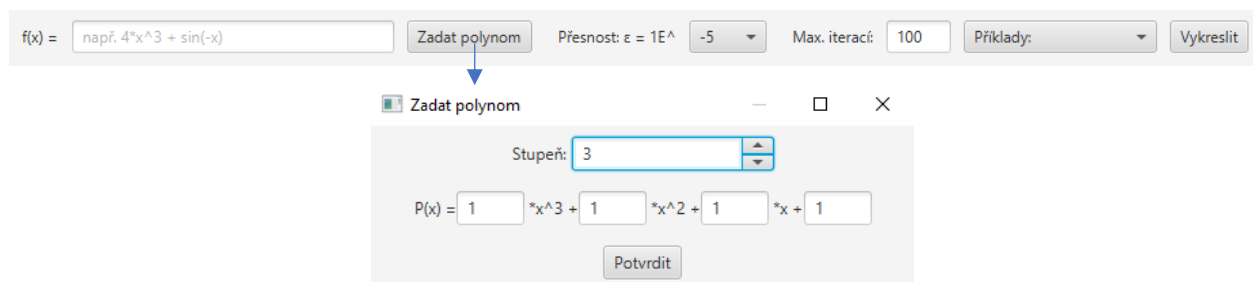 f(x) = např. 4*x^3 + sin(-x) Zadat polynom Přesnost: ε = 1E^ -5 Max. iterací: 100 Příklady: Vykreslit
Zadat polynom
Stupeň: 3
P(x) = 1 *x^3 + 1 *x^2 + 1 *x + 1
Potvrdit